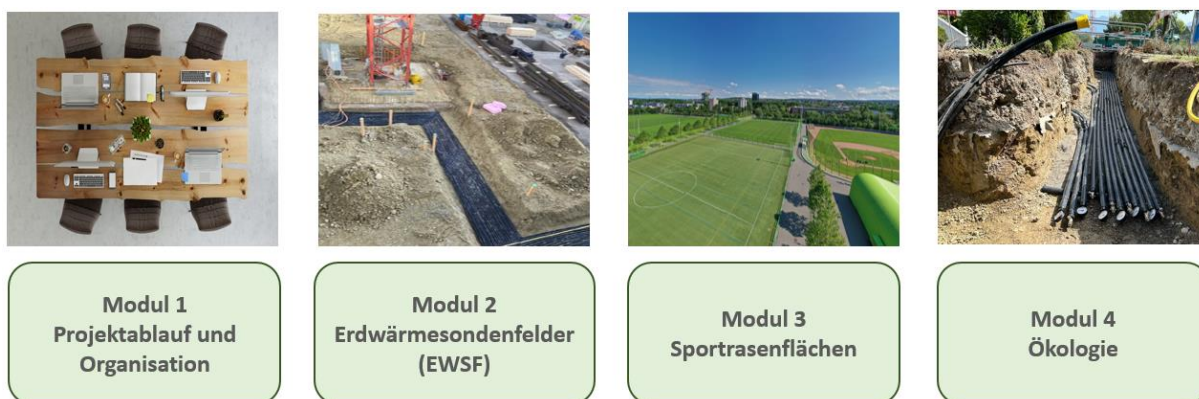 Modul 1
Projektablauf und
Organisation
Modul 2
Erdwärmesondenfelder
(EWSF)
Modul 3
Sportrasenflächen
Modul 4
Ökologie